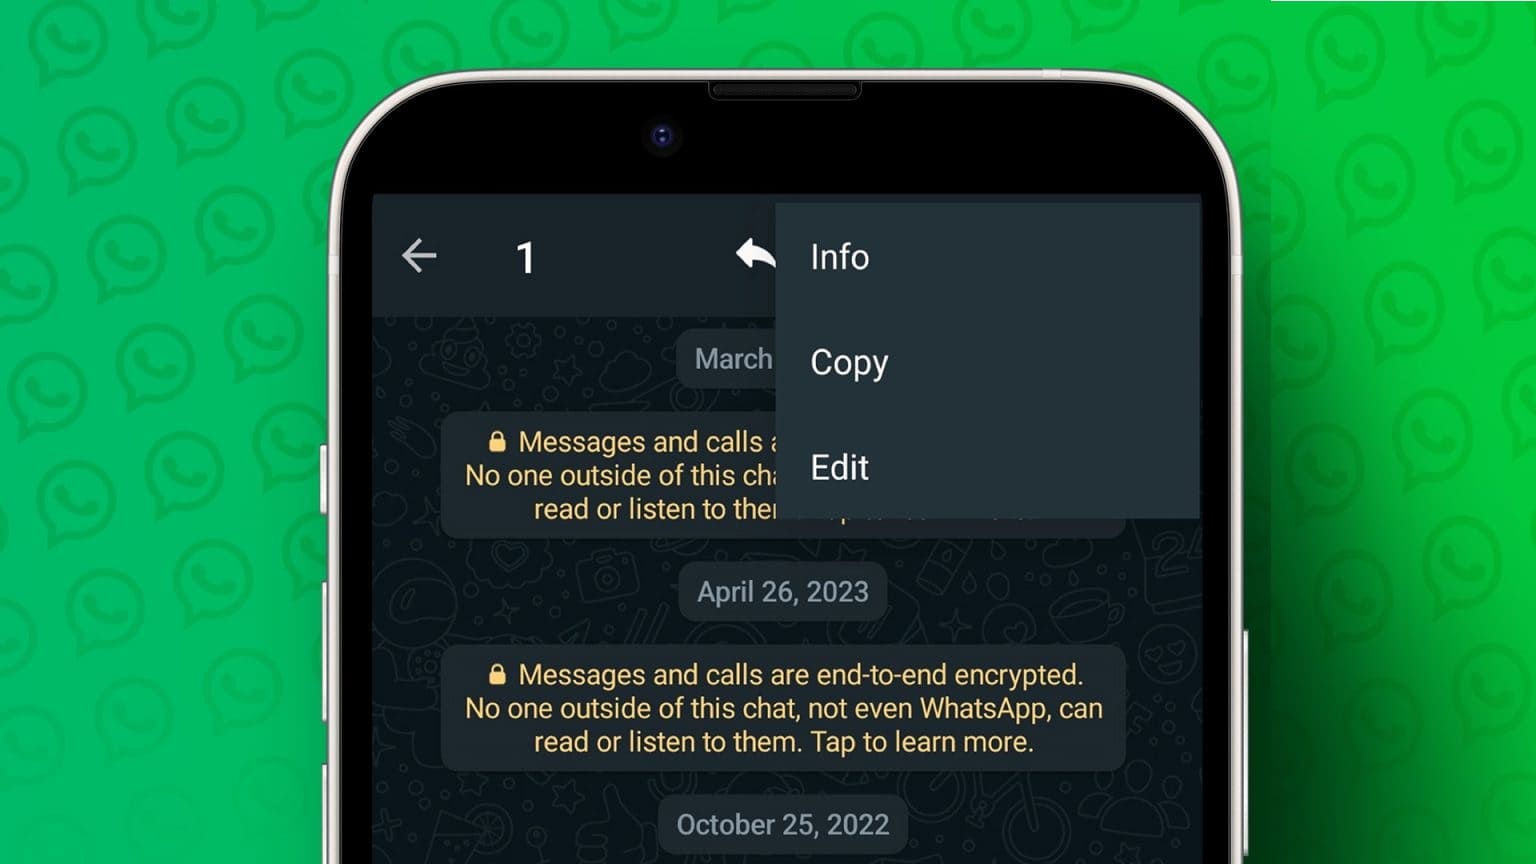 1
Info
Copy
Edit
March
Messages and calls
No one outside of this
read or listen to
April 26, 2023
Messages and calls are end-to-end encrypted.
No one outside of this chat, not even WhatsApp, can
read or listen to them. Tap to learn more.
October 25, 2022